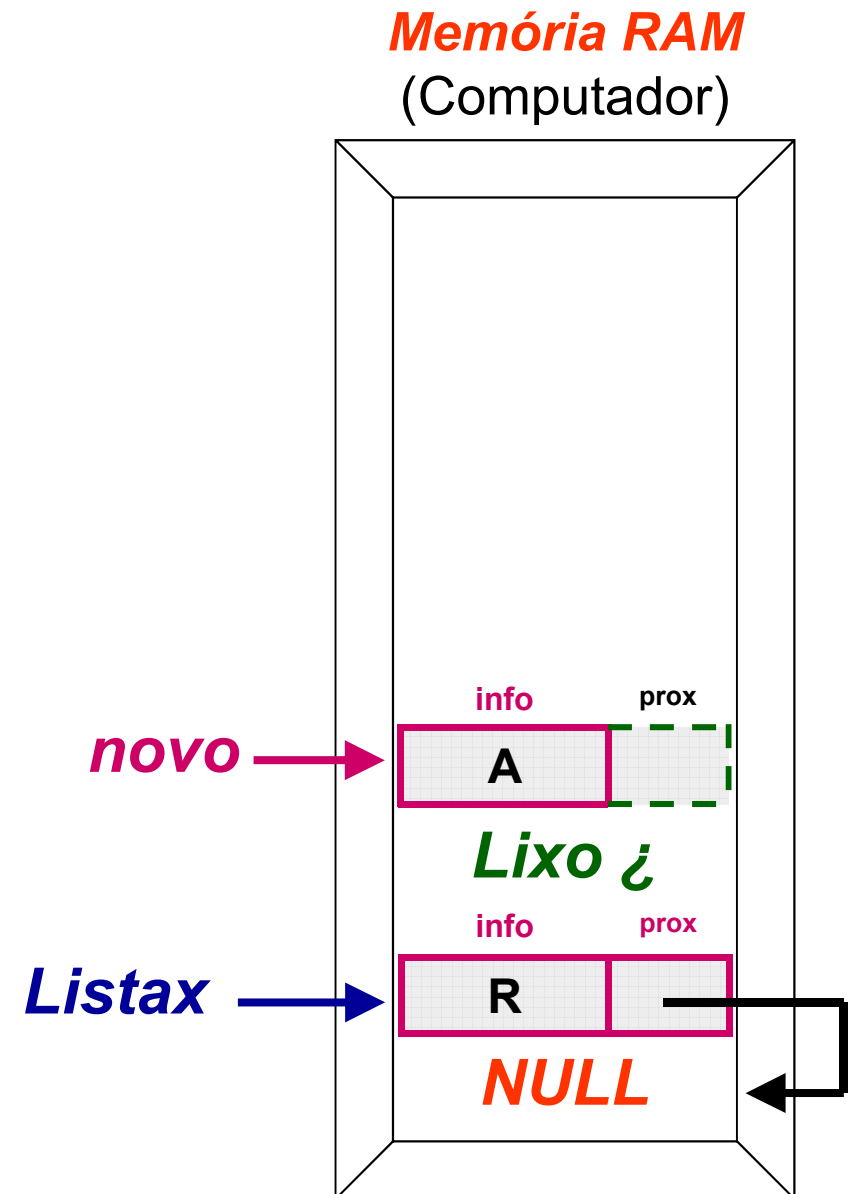 Memória RAM
(Computador)
info prox
novo A
Lixo ¿
info prox
Listax R
NULL